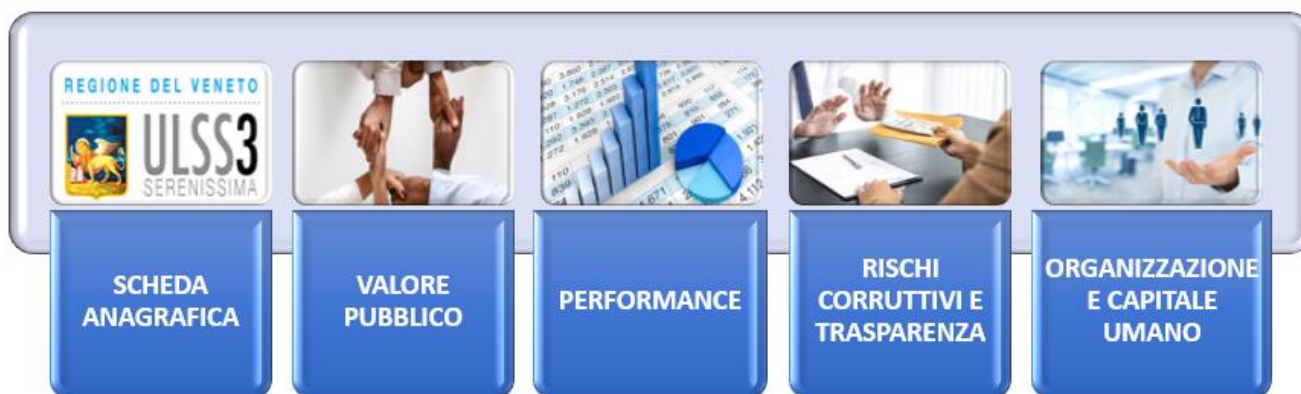 REGIONE DEL VENETO
ULSS3
SERENISSIMA
SCHEDA
ANAGRAFICA
VALORE
PUBBLICO
PERFORMANCE
RISCHI
CORRUTTIVI E
TRASPARENZA
ORGANIZZAZIONE
E CAPITALE
UMANO